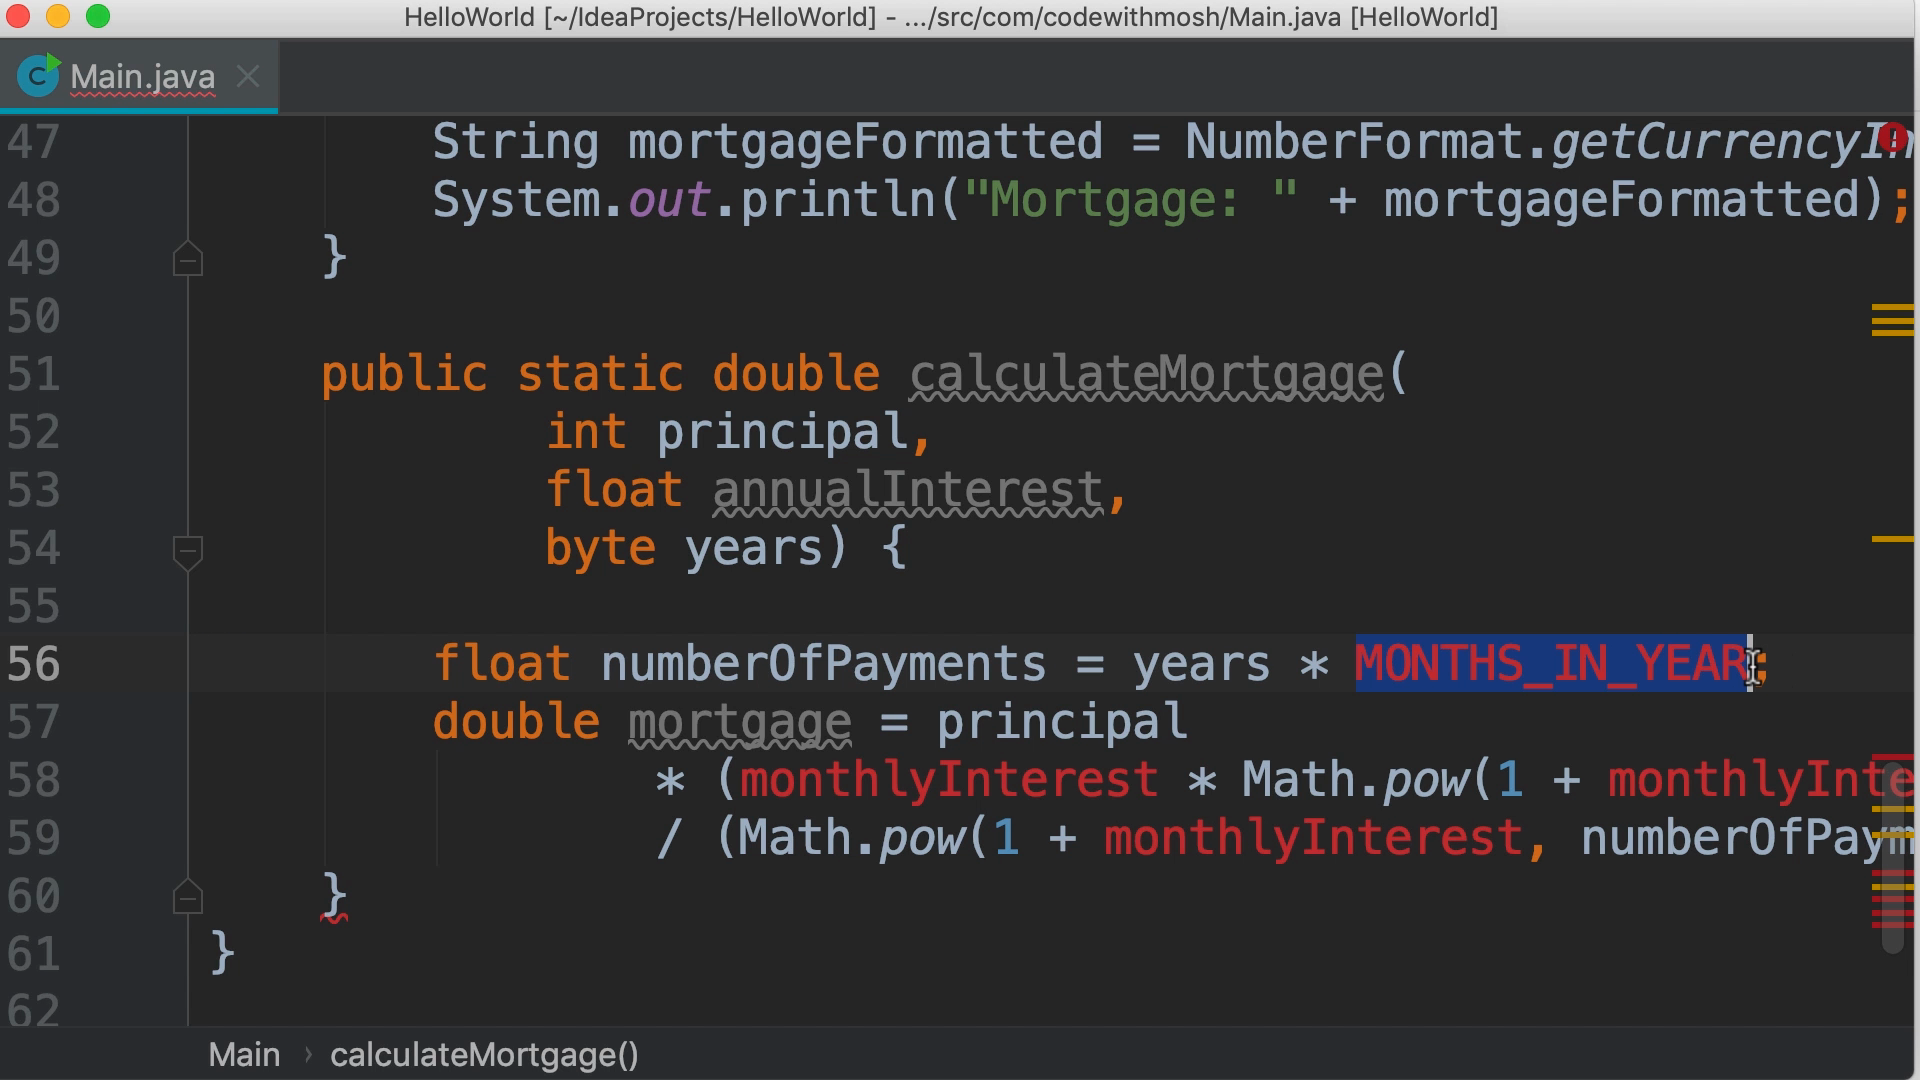 HelloWorld [~/IdeaProjects/HelloWorld] - .../src/com/codewithmosh/Main.java [HelloWorld]
Main.java
47 String mortgageFormatted = NumberFormat.getCurrencyIn
48 System.out.println("Mortgage: " + mortgageFormatted);
49 }
50
51 public static double calculateMortgage(
52 int principal,
53 float annualInterest,
54 byte years) {
55
56 float numberOfPayments = years * MONTHS_IN_YEAR;
57 double mortgage = principal
58 * (monthlyInterest * Math.pow(1 + monthlyInte
59 / (Math.pow(1 + monthlyInterest, numberOfPaym
60 }
61 }
62
Main › calculateMortgage()